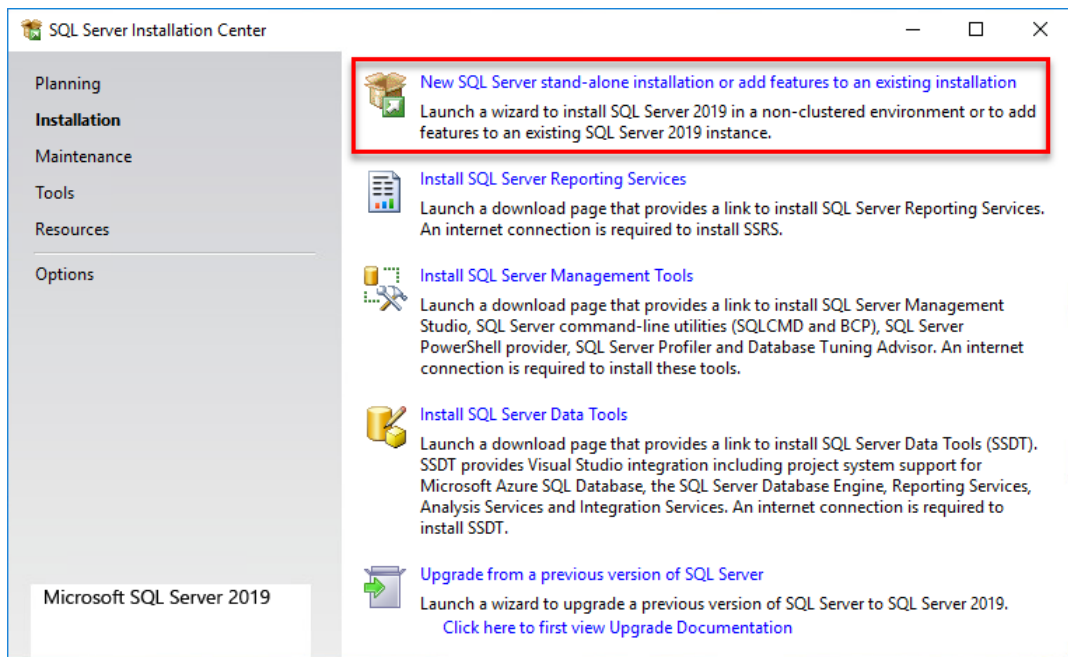 SQL Server Installation Center
Planning
Installation
Maintenance
Tools
Resources
Options
Microsoft SQL Server 2019
New SQL Server stand-alone installation or add features to an existing installation
Launch a wizard to install SQL Server 2019 in a non-clustered environment or to add
features to an existing SQL Server 2019 instance.
Install SQL Server Reporting Services
Launch a download page that provides a link to install SQL Server Reporting Services.
An internet connection is required to install SSRS.
Install SQL Server Management Tools
Launch a download page that provides a link to install SQL Server Management
Studio, SQL Server command-line utilities (SQLCMD and BCP), SQL Server
PowerShell provider, SQL Server Profiler and Database Tuning Advisor. An internet
connection is required to install these tools.
Install SQL Server Data Tools
Launch a download page that provides a link to install SQL Server Data Tools (SSDT).
SSDT provides Visual Studio integration including project system support for
Microsoft Azure SQL Database, the SQL Server Database Engine, Reporting Services,
Analysis Services and Integration Services. An internet connection is required to
install SSDT.
Upgrade from a previous version of SQL Server
Launch a wizard to upgrade a previous version of SQL Server to SQL Server 2019.
Click here to first view Upgrade Documentation